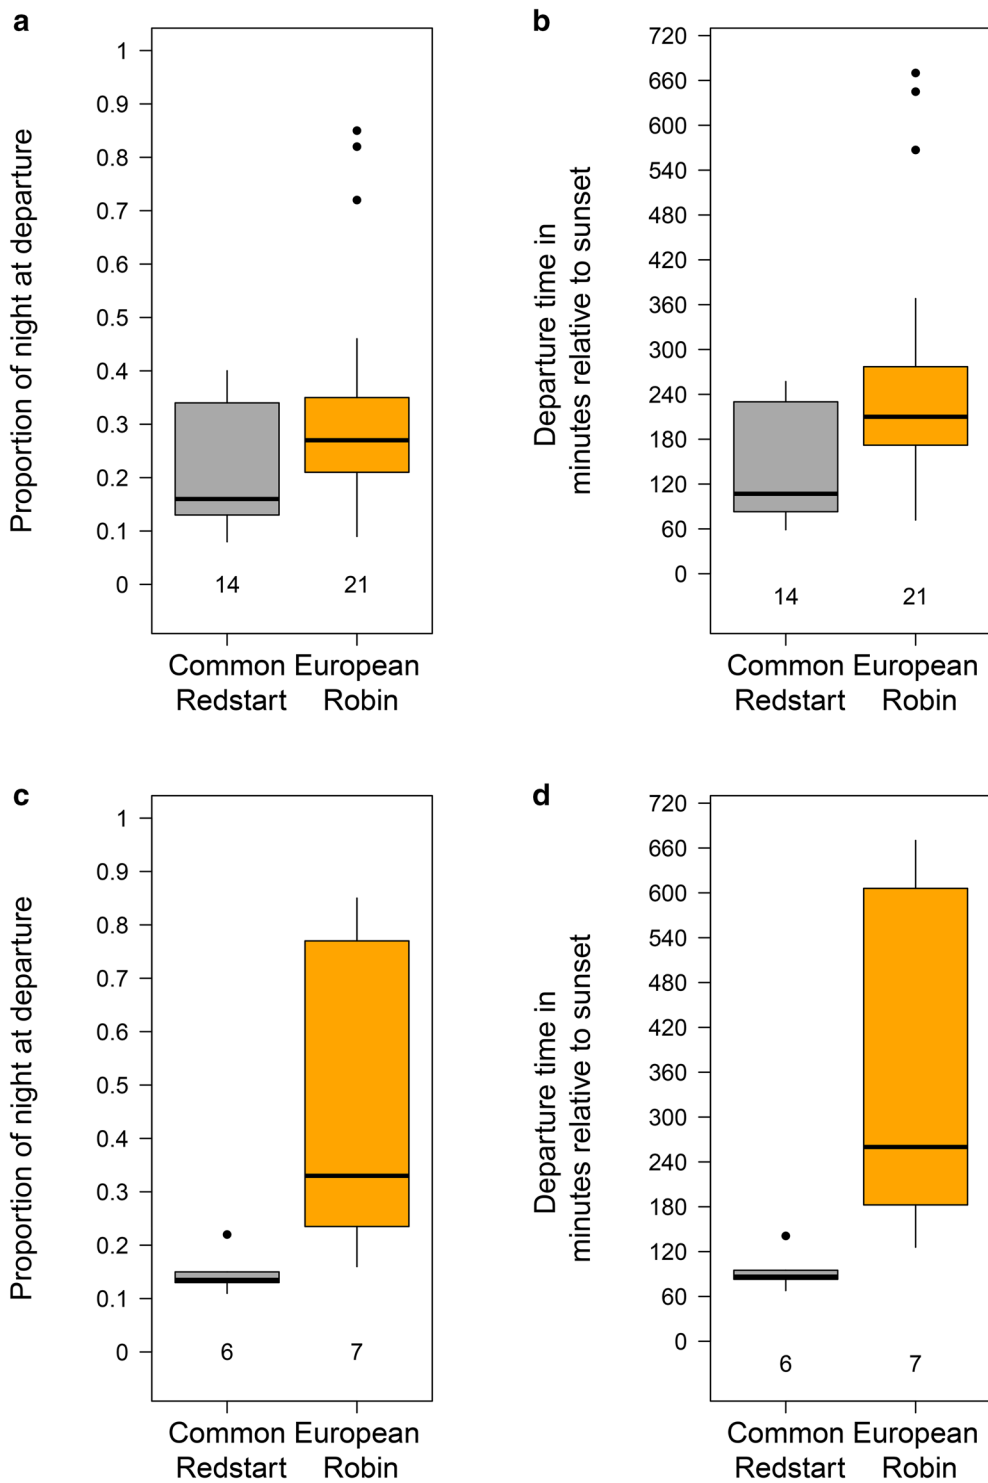 a
1
0.9
0.8
0.7
0.6
0.5
0.4
0.3
0.2
0.1
0
Proportion of night at departure
14 21
Common European
Redstart Robin
b
720
660
600
540
480
420
360
300
240
180
120
60
0
Departure time in
minutes relative to sunset
14 21
Common European
Redstart Robin
c
1
0.9
0.8
0.7
0.6
0.5
0.4
0.3
0.2
0.1
0
Proportion of night at departure
6 7
Common European
Redstart Robin
d
720
660
600
540
480
420
360
300
240
180
120
60
0
Departure time in
minutes relative to sunset
6 7
Common European
Redstart Robin